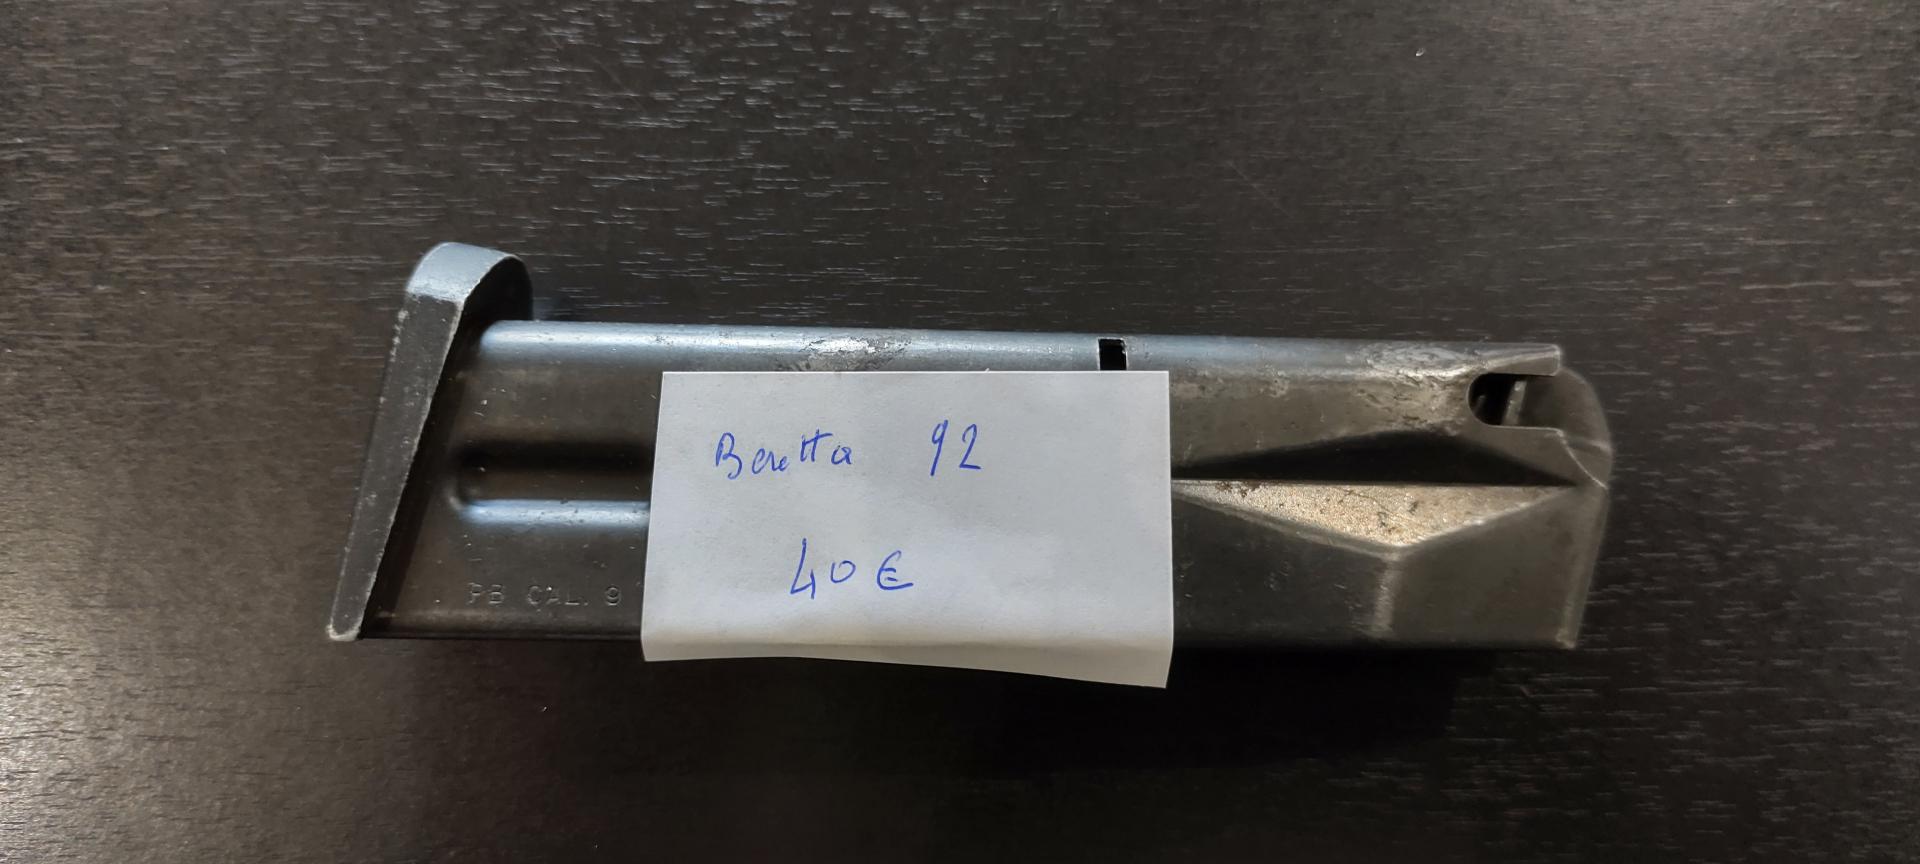 Beretta 92
40 €
PB CAL. 9